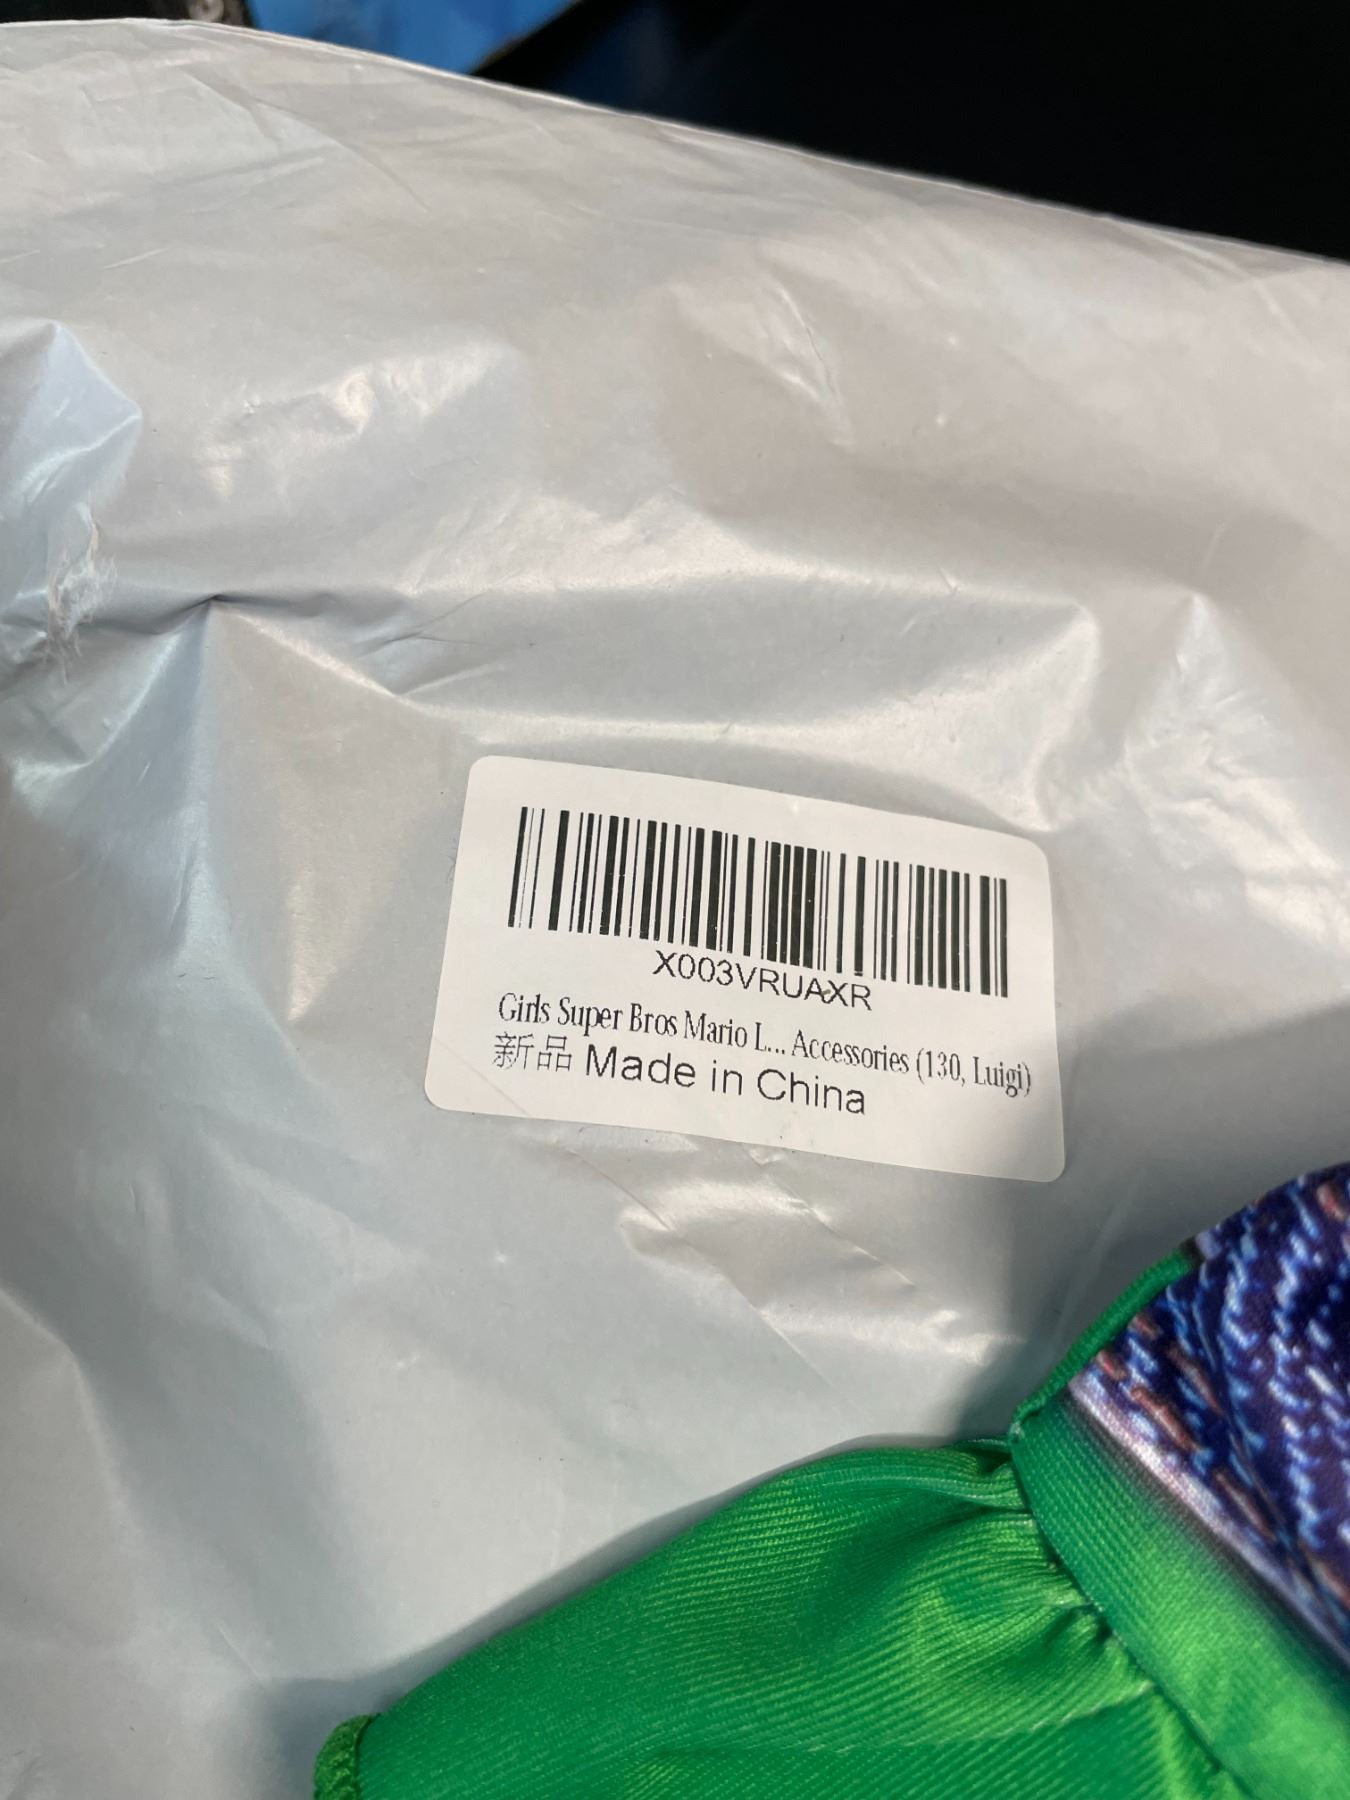 X003VRUAXR
Girls Super Bros Mario L... Accessories (130, Luigi)
新品 Made in China